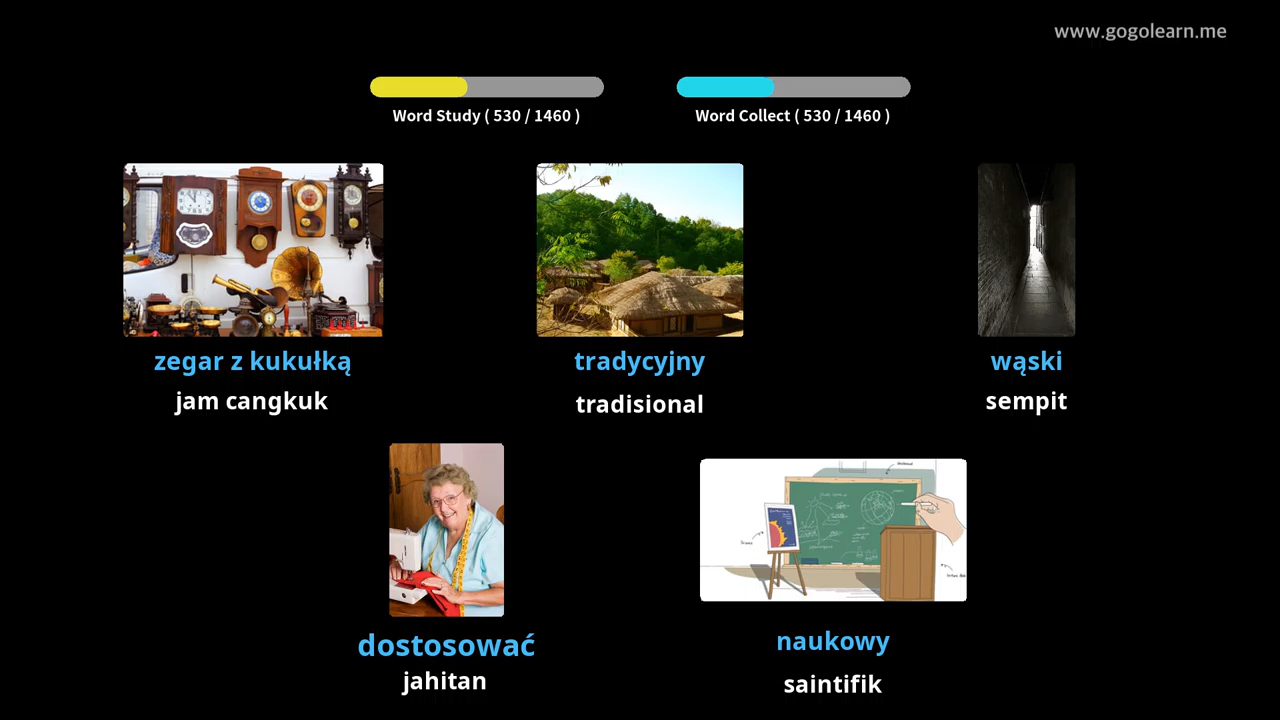 www.gogolearn.me
Word Study ( 530 / 1460 )
Word Collect ( 530 / 1460 )
zegar z kukułką
jam cangkuk
tradycyjny
tradisional
wąski
sempit
dostosować
jahitan
naukowy
saintifik